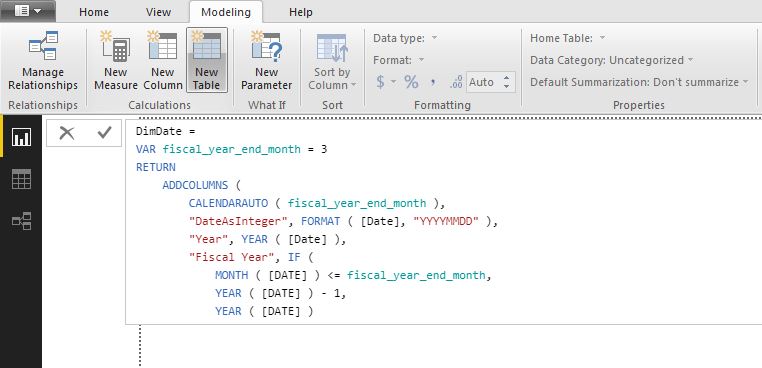 Home View Modeling Help
Manage Relationships
New Measure
New Column
New Table
New Parameter
Sort by Column
Data type:
Format:
$ % , .00 Auto
Home Table:
Data Category: Uncategorized
Default Summarization: Don't summarize
Relationships Calculations What If Sort Formatting Properties
DimDate =
VAR fiscal_year_end_month = 3
RETURN
    ADDCOLUMNS (
        CALENDARAUTO ( fiscal_year_end_month ),
        "DateAsInteger", FORMAT ( [Date], "YYYYMMDD" ),
        "Year", YEAR ( [Date] ),
        "Fiscal Year", IF (
            MONTH ( [DATE] ) <= fiscal_year_end_month,
            YEAR ( [DATE] ) - 1,
            YEAR ( [DATE] )